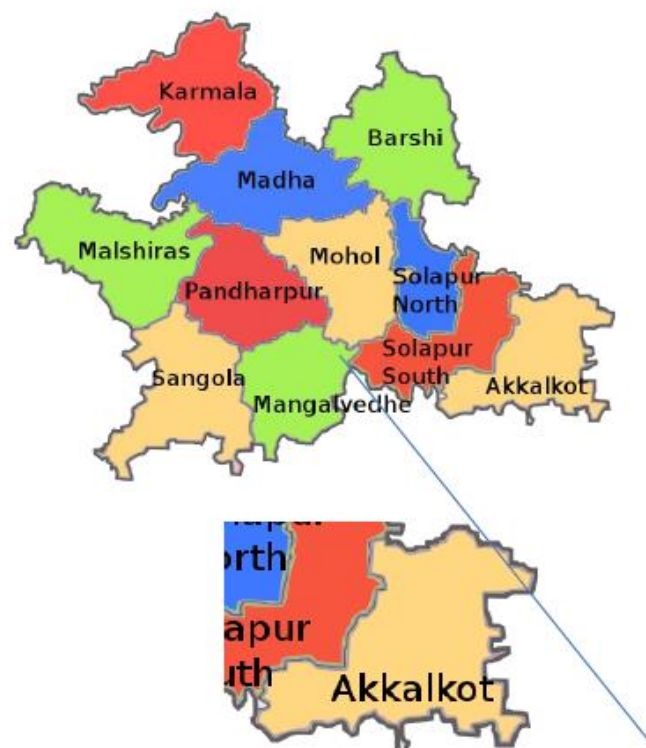 Karmala
Barshi
Madha
Malshiras
Mohol
Solapur
North
Pandharpur
Solapur
South
Sangola
Akkalkot
Mangalvedhe
orth
apur
uth
Akkalkot